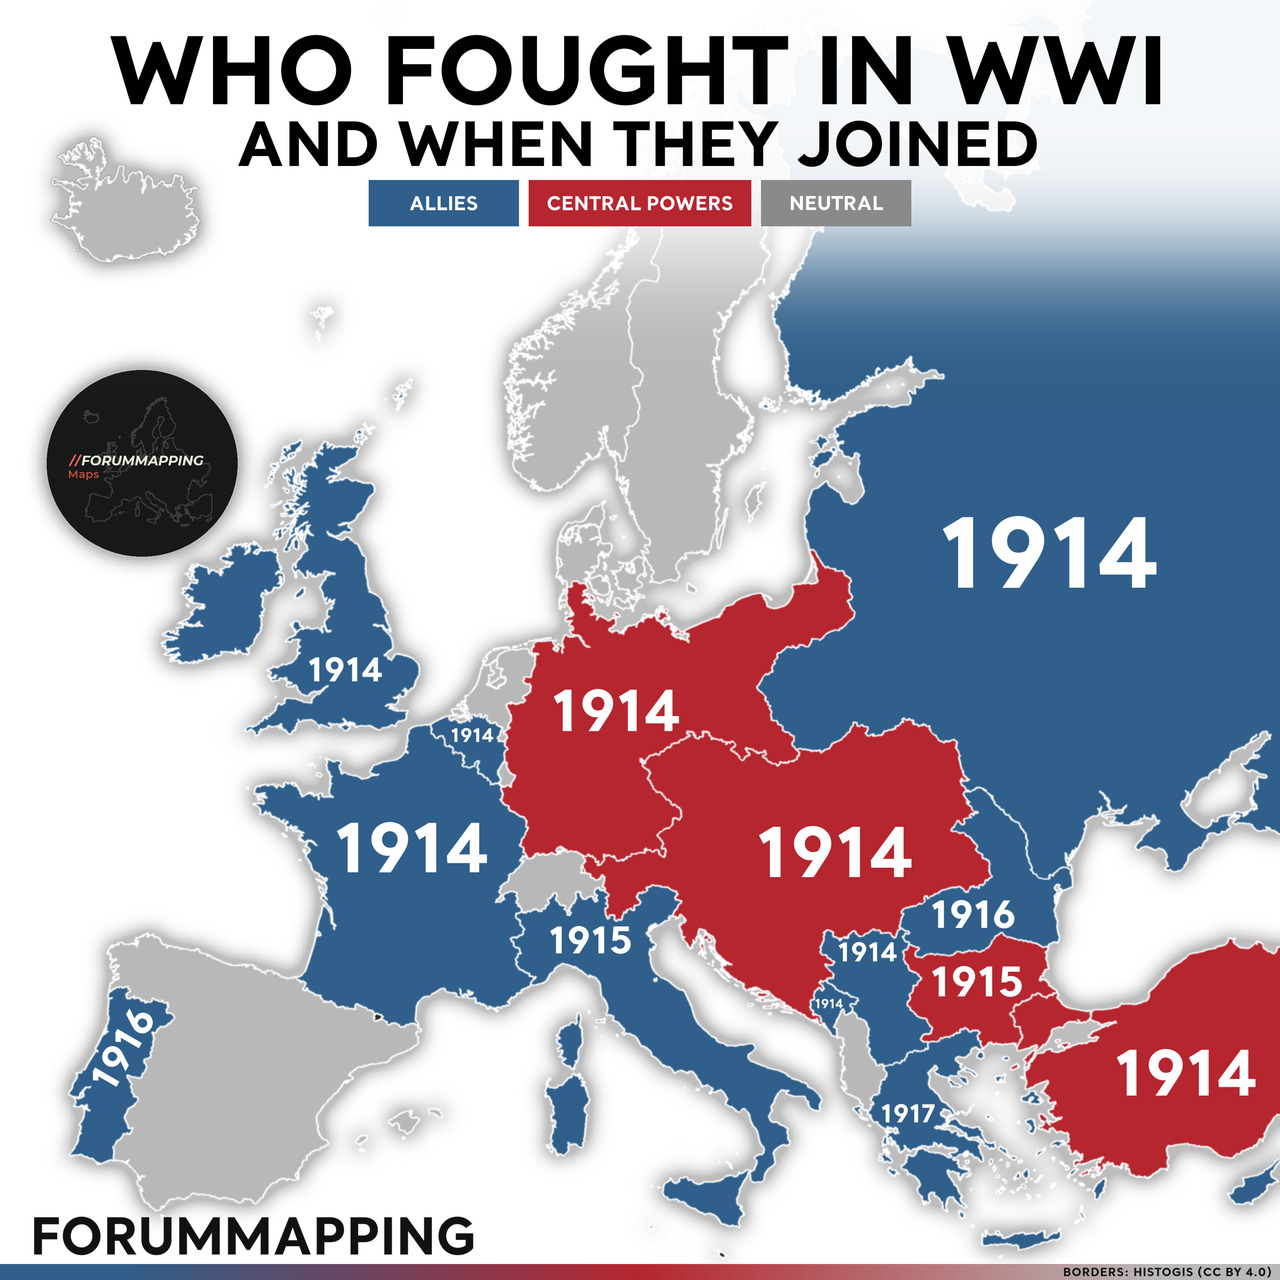 WHO FOUGHT IN WWI
AND WHEN THEY JOINED
ALLIES
CENTRAL POWERS
NEUTRAL
//FORUMMAPPING
Maps
1914
1914
1914
1914
1914
1914
1916
1915
1914
1915
1914
1916
1914
1917
FORUMMAPPING
BORDERS: HISTOGIS (CC BY 4.0)